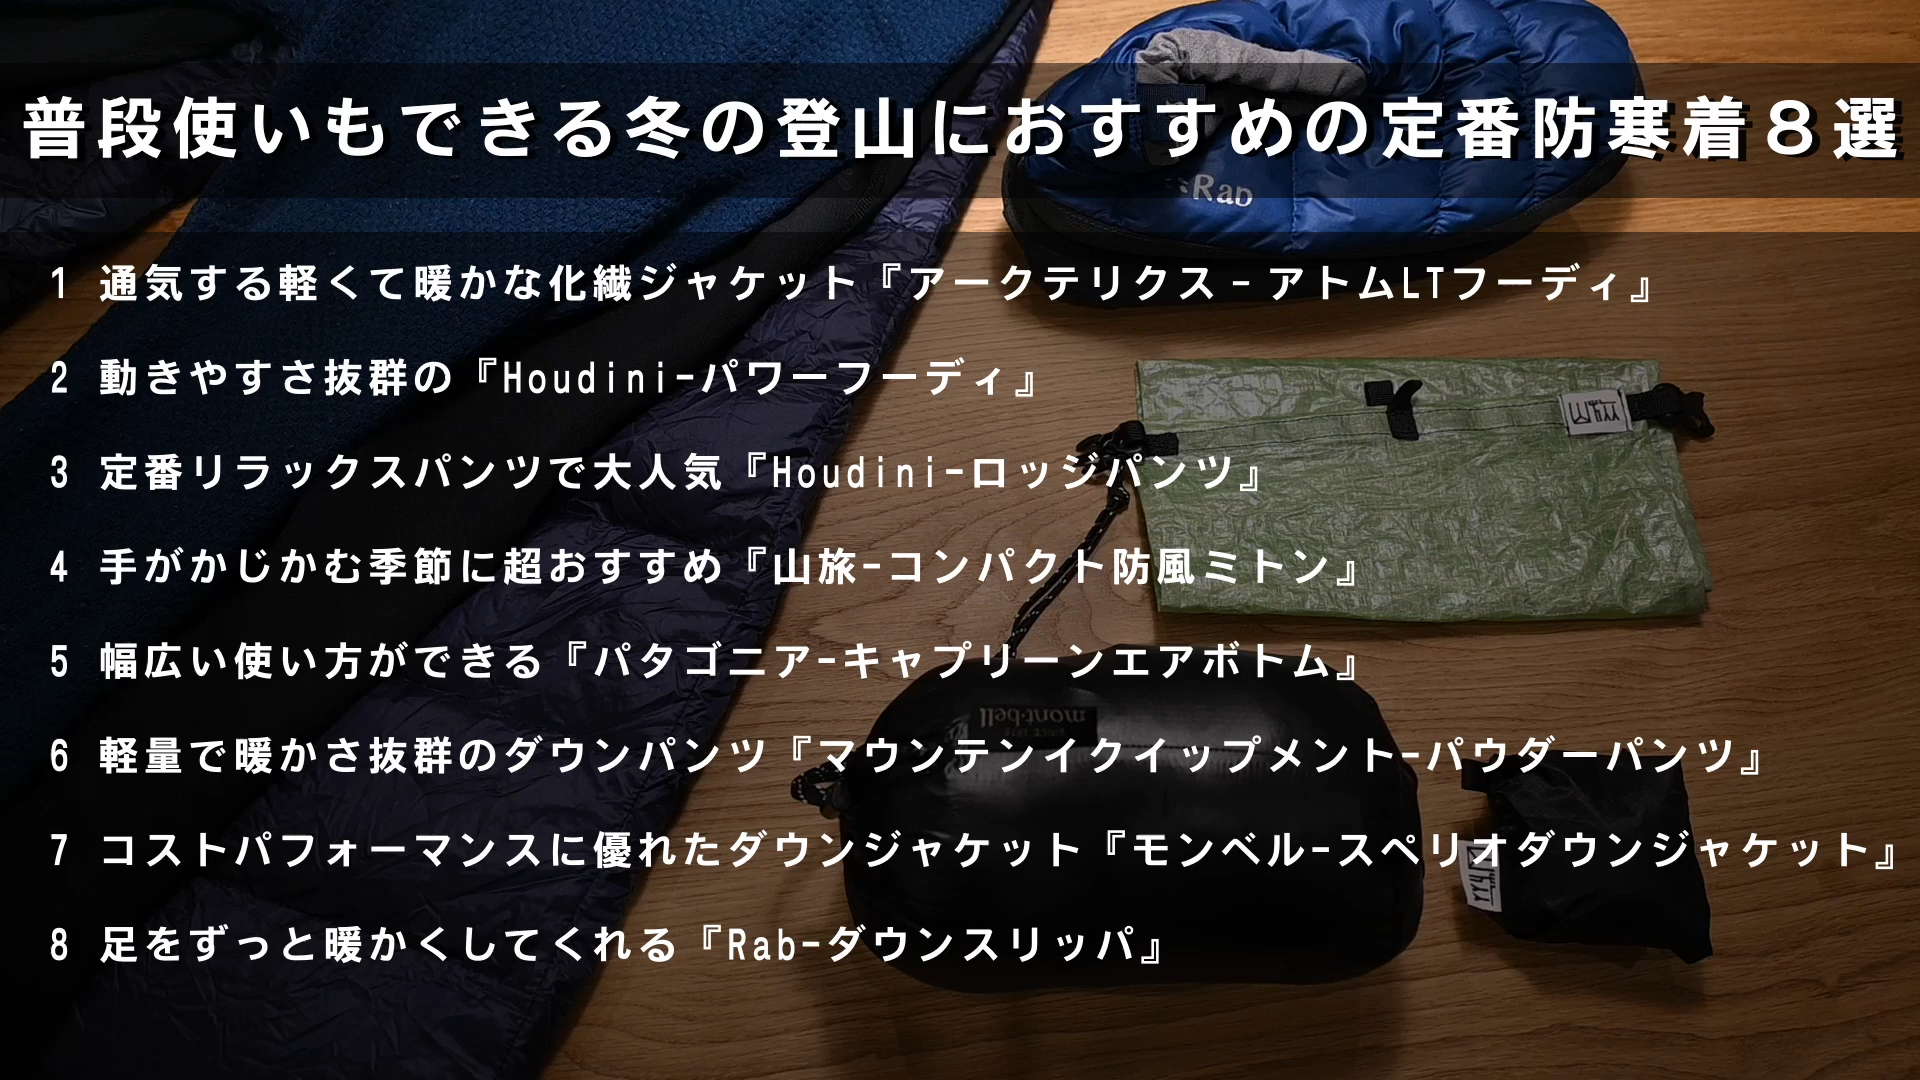 普段使いもできる冬の登山におすすめの定番防寒着８選
Rab
1 通気する軽くて暖かな化繊ジャケット『アークテリクス－アトムLTフーディ』
2 動きやすさ抜群の『Houdini-パワーフーディ』
3 定番リラックスパンツで大人気『Houdini-ロッジパンツ』
4 手がかじかむ季節に超おすすめ『山旅-コンパクト防風ミトン』
5 幅広い使い方ができる『パタゴニア-キャプリーンエアボトム』
mont-bell
6 軽量で暖かさ抜群のダウンパンツ『マウンテンイクイップメント-パウダーパンツ』
7 コストパフォーマンスに優れたダウンジャケット『モンベル-スペリオダウンジャケット』
8 足をずっと暖かくしてくれる『Rab-ダウンスリッパ』